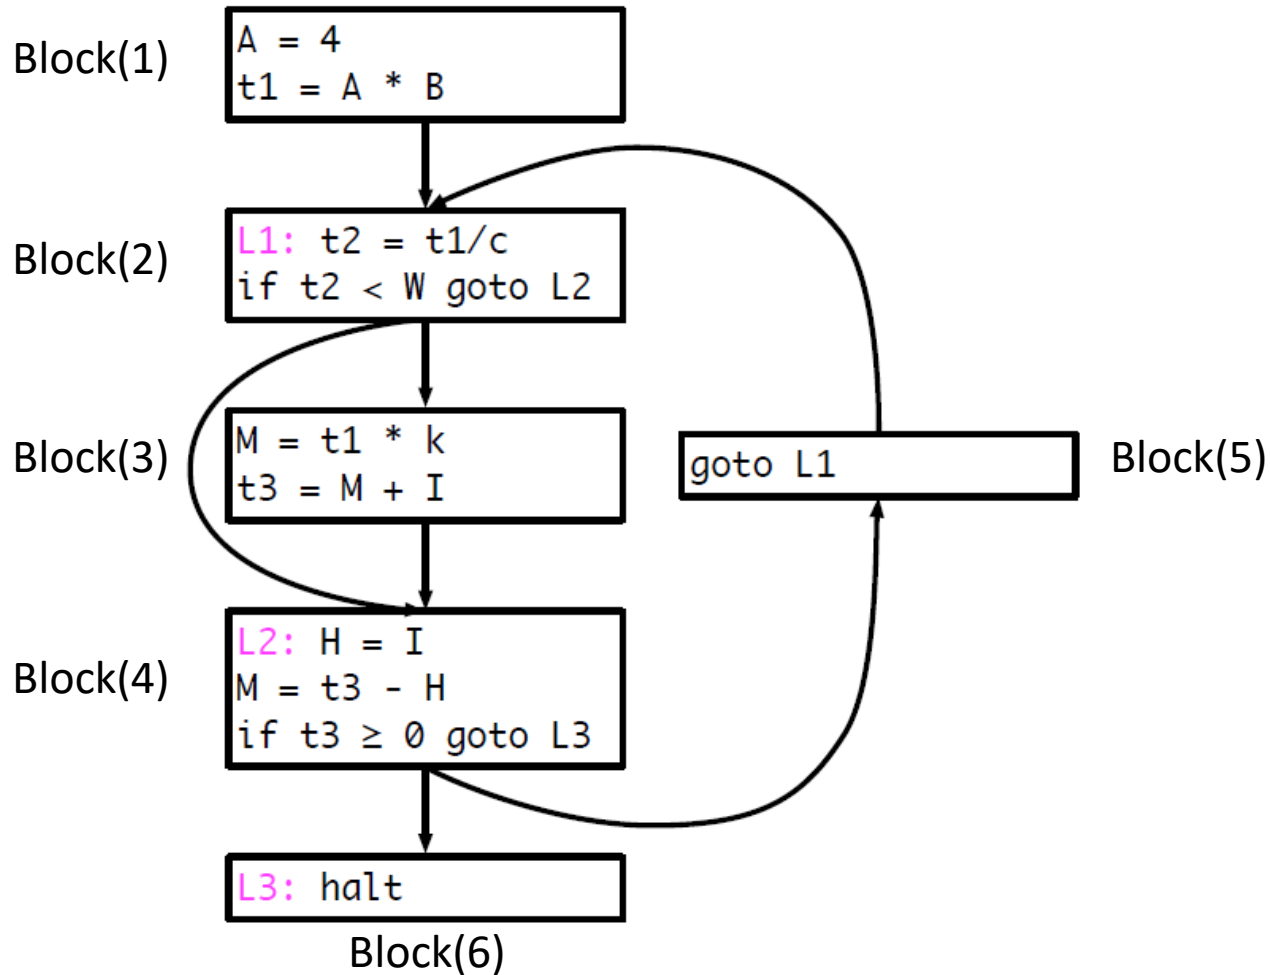 Block(1)
A = 4
t1 = A * B
Block(2)
L1: t2 = t1/c
if t2 < W goto L2
Block(3)
M = t1 * k
t3 = M + I
goto L1
Block(5)
Block(4)
L2: H = I
M = t3 - H
if t3 ≥ 0 goto L3
L3: halt
Block(6)